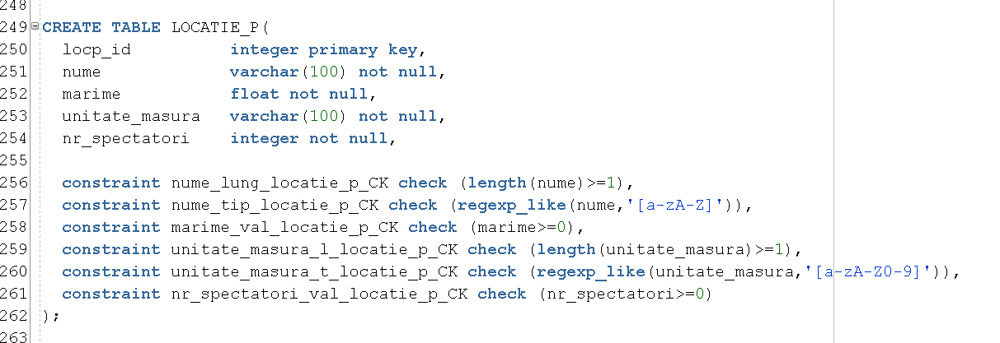 248
249 CREATE TABLE LOCATIE_P(
250 locp_id integer primary key,
251 nume varchar(100) not null,
252 marime float not null,
253 unitate_masura varchar(100) not null,
254 nr_spectatori integer not null,
255
256 constraint nume_lung_locatie_p_CK check (length(nume)>=1),
257 constraint nume_tip_locatie_p_CK check (regexp_like(nume,'[a-zA-Z]')),
258 constraint marime_val_locatie_p_CK check (marime>=0),
259 constraint unitate_masura_l_locatie_p_CK check (length(unitate_masura)>=1),
260 constraint unitate_masura_t_locatie_p_CK check (regexp_like(unitate_masura,'[a-zA-Z0-9]')),
261 constraint nr_spectatori_val_locatie_p_CK check (nr_spectatori>=0)
262 );
263